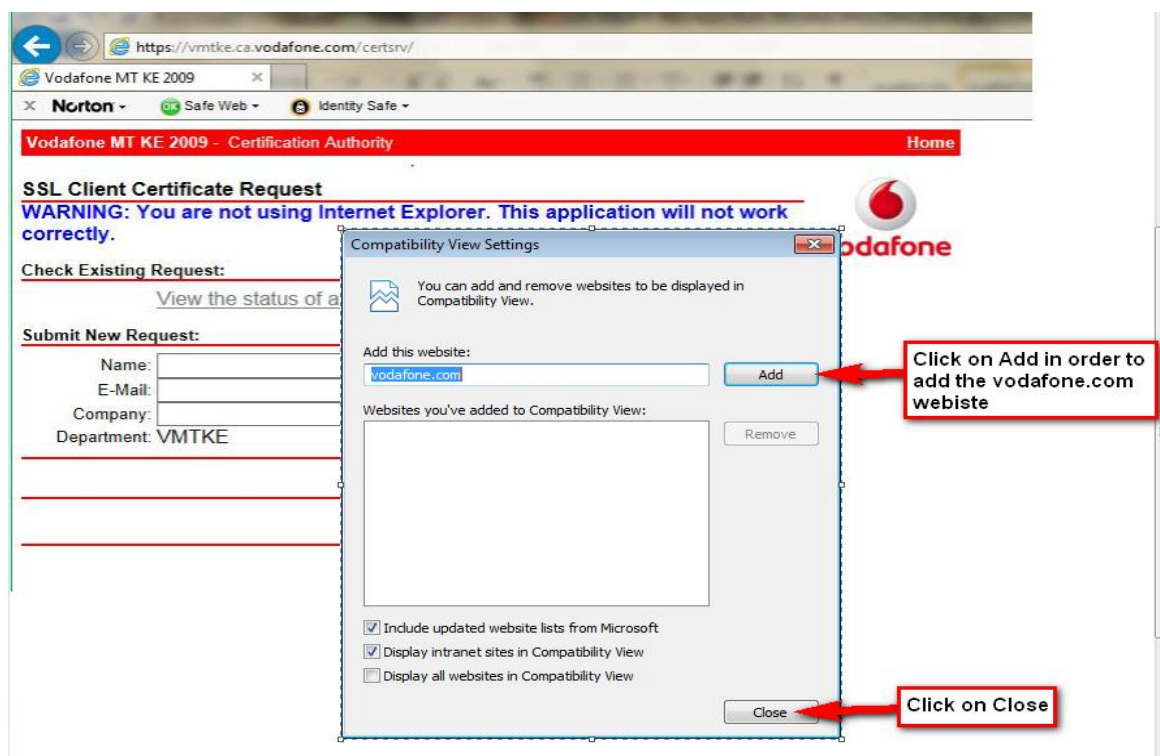 https://vmtke.ca.vodafone.com/certsrv/
Vodafone MT KE 2009
Norton
OK Safe Web
Identity Safe
Vodafone MT KE 2009 - Certification Authority
Home
SSL Client Certificate Request
WARNING: You are not using Internet Explorer. This application will not work
correctly.
odafone
Check Existing Request:
View the status of a
Submit New Request:
Name:
E-Mail:
Company:
Department: VMTKE
Compatibility View Settings
You can add and remove websites to be displayed in
Compatibility View.
Add this website:
vodafone.com
Add
Websites you've added to Compatibility View:
Remove
Include updated website lists from Microsoft
Display intranet sites in Compatibility View
Display all websites in Compatibility View
Close
Click on Add in order to
add the vodafone.com
webiste
Click on Close